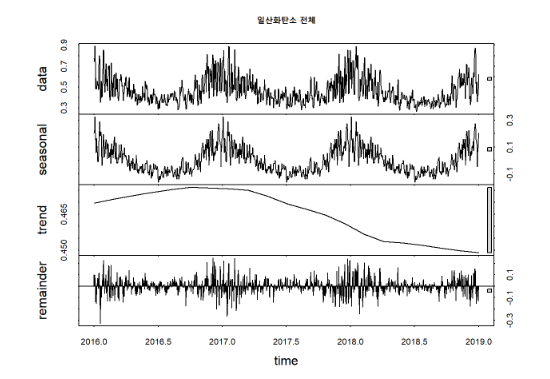 일산화탄소 전체
data
0.3 0.5 0.7 0.9
seasonal
-0.1 0.1 0.3
trend
0.450 0.465
remainder
-0.3 -0.1 0.1
2016.0 2016.5 2017.0 2017.5 2018.0 2018.5 2019.0
time